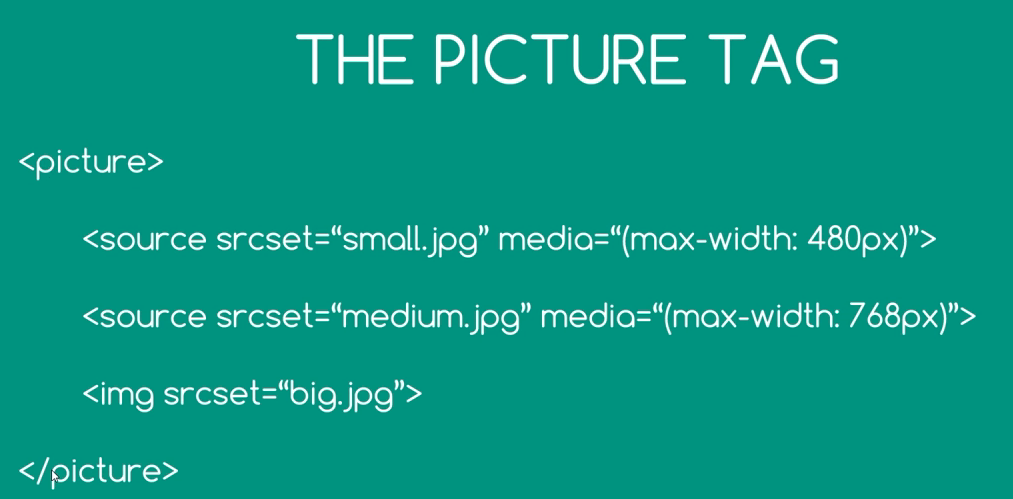 THE PICTURE TAG
<picture>
<source srcset=“small.jpg” media=“(max-width: 480px)”>
<source srcset=“medium.jpg” media=“(max-width: 768px)”>
<img srcset=“big.jpg”>
</picture>